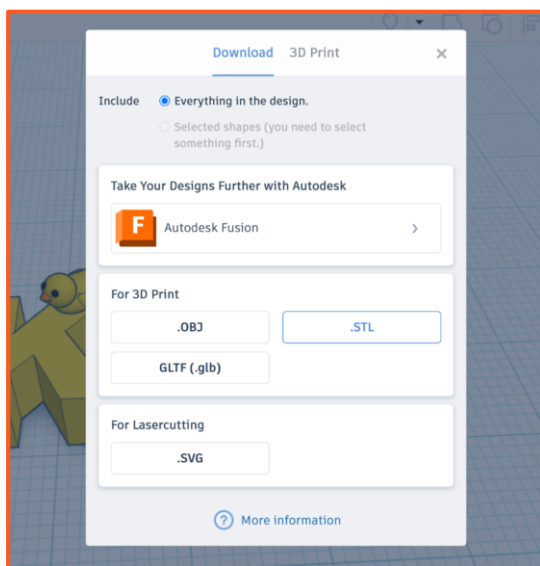 Download 3D Print
Include Everything in the design.
Selected shapes (you need to select
something first.)
Take Your Designs Further with Autodesk
F Autodesk Fusion
For 3D Print
.OBJ .STL
GLTF (.glb)
For Lasercutting
.SVG
? More information